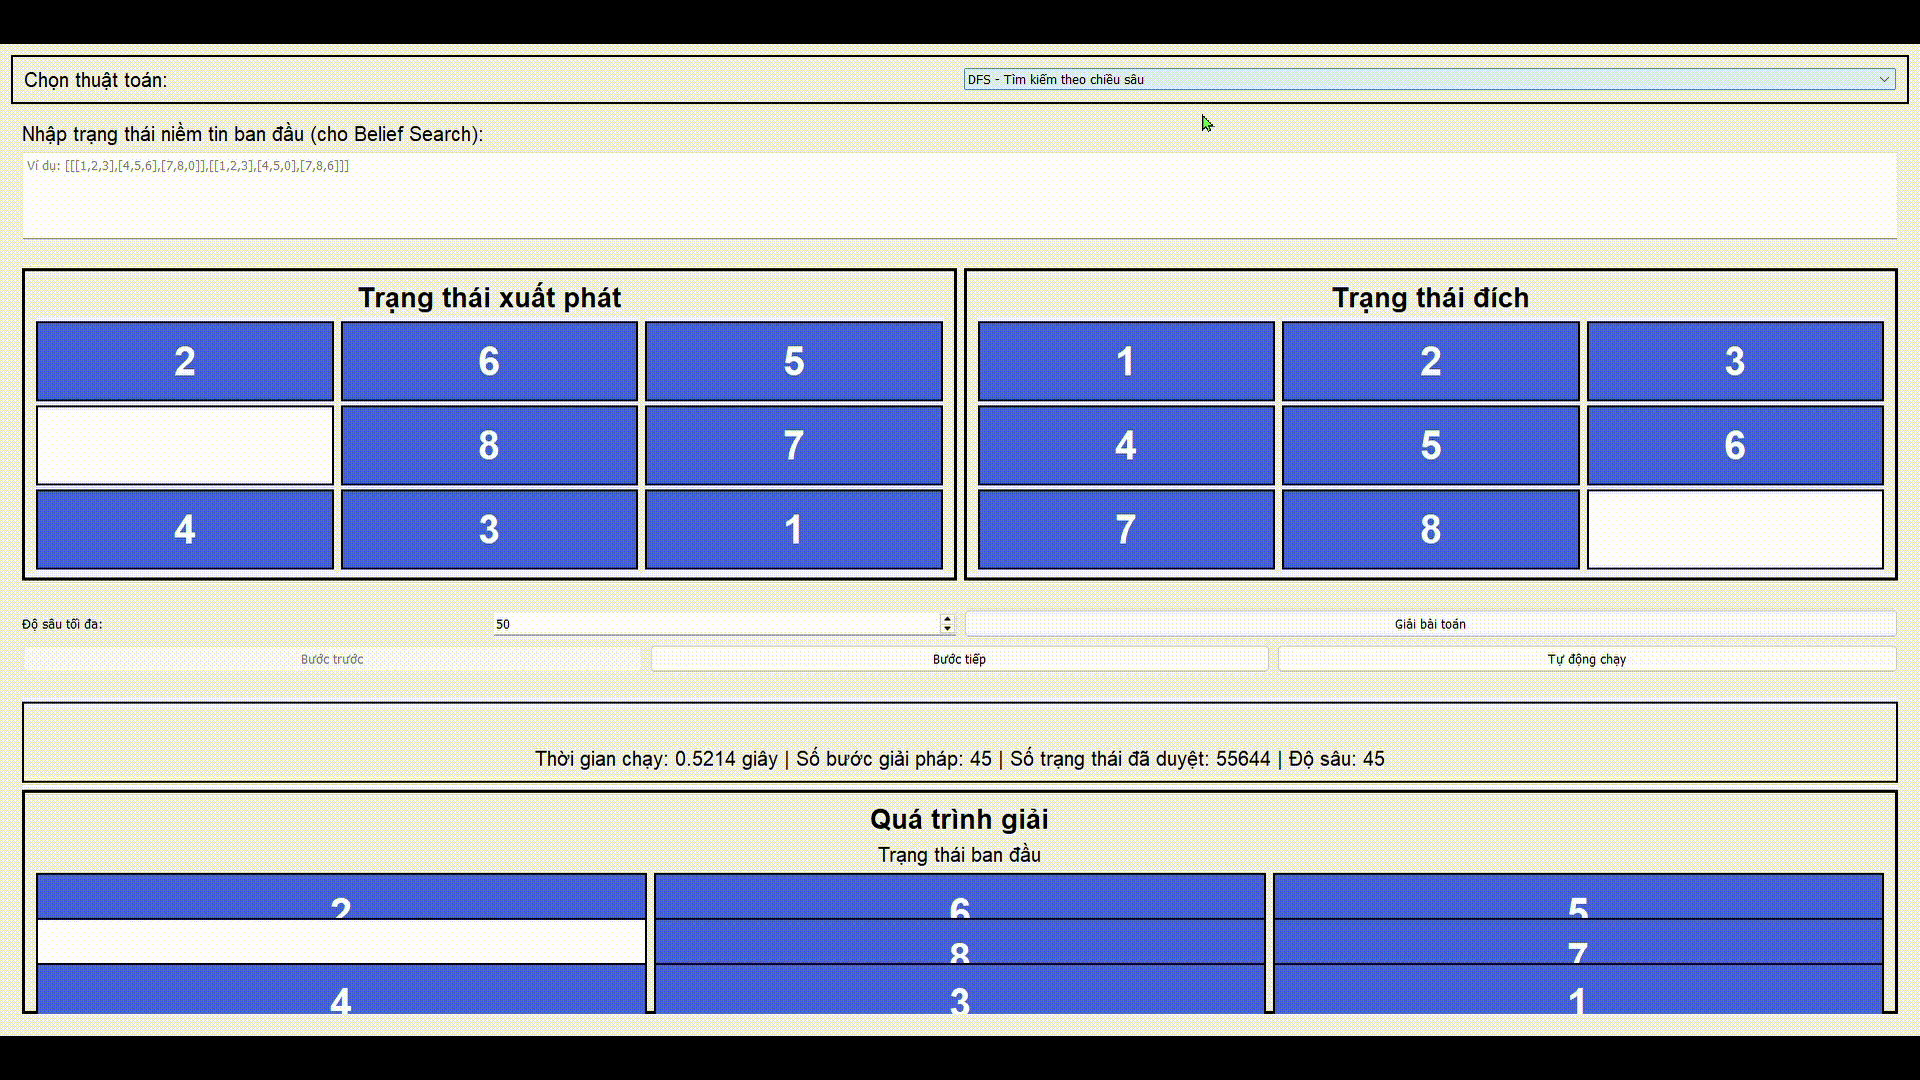 Chọn thuật toán:
DFS - Tìm kiếm theo chiều sâu
Nhập trạng thái niềm tin ban đầu (cho Belief Search):
Ví dụ: [[[1,2,3],[4,5,6],[7,8,0]],[[1,2,3],[4,5,0],[7,8,6]]]
Trạng thái xuất phát
2 6 5
8 7
4 3 1
Trạng thái đích
1 2 3
4 5 6
7 8
Độ sâu tối đa:
50
Giải bài toán
Bước trước
Bước tiếp
Tự động chạy
Thời gian chạy: 0.5214 giây | Số bước giải pháp: 45 | Số trạng thái đã duyệt: 55644 | Độ sâu: 45
Quá trình giải
Trạng thái ban đầu
2 6 5
8 7
4 3 1